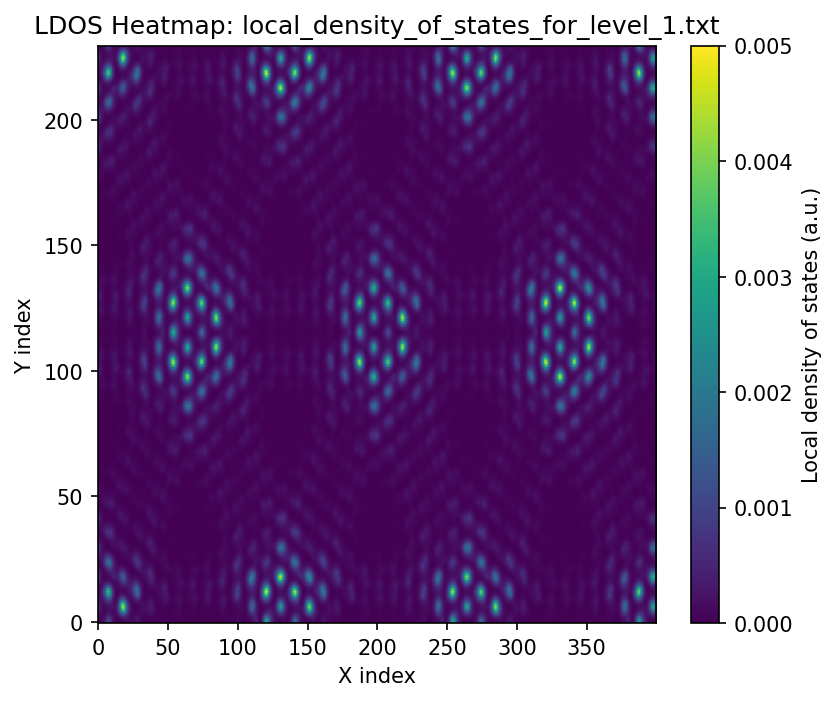 LDOS Heatmap: local_density_of_states_for_level_1.txt
Y index
200
150
100
50
0
0 50 100 150 200 250 300 350
X index
0.005
0.004
0.003
0.002
0.001
0.000
Local density of states (a.u.)